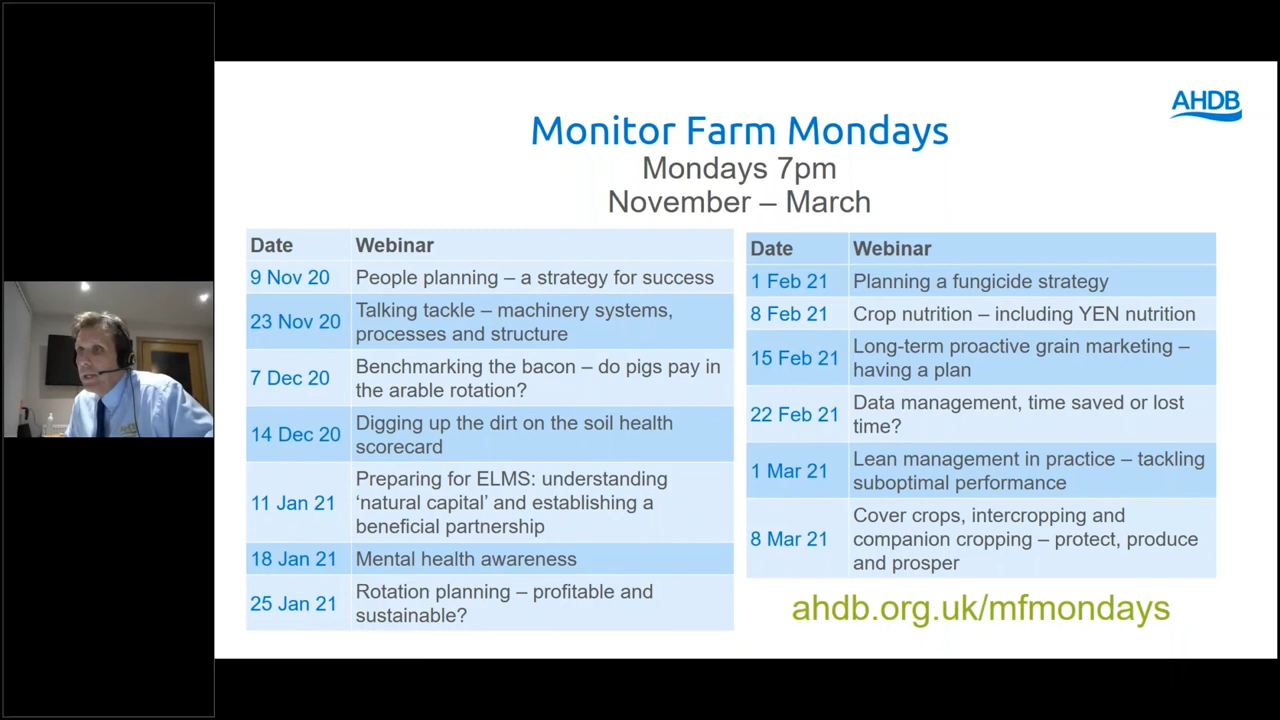 AHDB
Monitor Farm Mondays
Mondays 7pm
November – March
Date Webinar
9 Nov 20 People planning – a strategy for success
23 Nov 20 Talking tackle – machinery systems,
processes and structure
7 Dec 20 Benchmarking the bacon – do pigs pay in
the arable rotation?
14 Dec 20 Digging up the dirt on the soil health
scorecard
11 Jan 21 Preparing for ELMS: understanding
‘natural capital’ and establishing a
beneficial partnership
18 Jan 21 Mental health awareness
25 Jan 21 Rotation planning – profitable and
sustainable?
Date Webinar
1 Feb 21 Planning a fungicide strategy
8 Feb 21 Crop nutrition – including YEN nutrition
15 Feb 21 Long-term proactive grain marketing –
having a plan
22 Feb 21 Data management, time saved or lost
time?
1 Mar 21 Lean management in practice – tackling
suboptimal performance
8 Mar 21 Cover crops, intercropping and
companion cropping – protect, produce
and prosper
ahdb.org.uk/mfmondays
AHDB